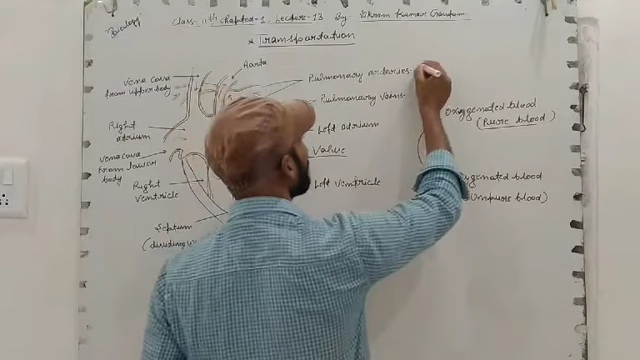 Biology
Class 10th Chapter-1, Lecture-13 By Vikram Kumar Gautam
* Transportation
Aorta
vena cava
from upper body
Pulmonary arteries
Pulmonary veins
Oxygenated blood
(Pure blood)
Right
atrium
Left atrium
Valve
vena cava
from lower
body
Right
ventricle
Left ventricle
ygenated blood
(Impure blood)
Septum
(dividing